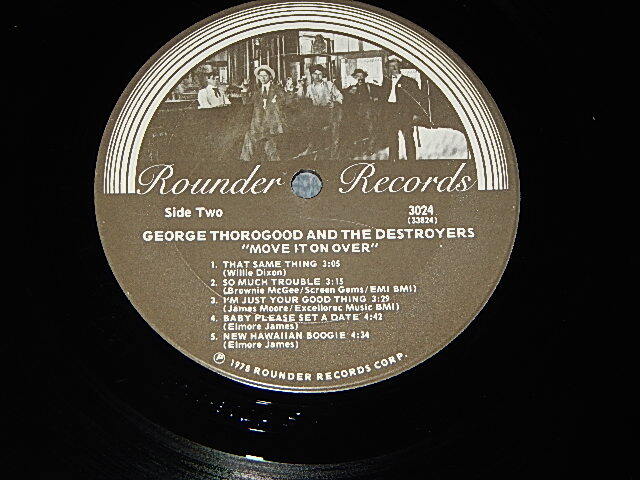 Rounder Records
Side Two 3024
(33824)
GEORGE THOROGOOD AND THE DESTROYERS
"MOVE IT ON OVER"
1. THAT SAME THING 3:05
(Willie Dixon)
2. SO MUCH TROUBLE 3:15
(Brownie McGee/Screen Gems/EMI BMI)
3. I'M JUST YOUR GOOD THING 3:29
(James Moore/Excellorec Music BMI)
4. BABY PLEASE SET A DATE 4:42
(Elmore James)
5. NEW HAWAIIAN BOOGIE 4:34
(Elmore James)
℗ 1978 ROUNDER RECORDS CORP.